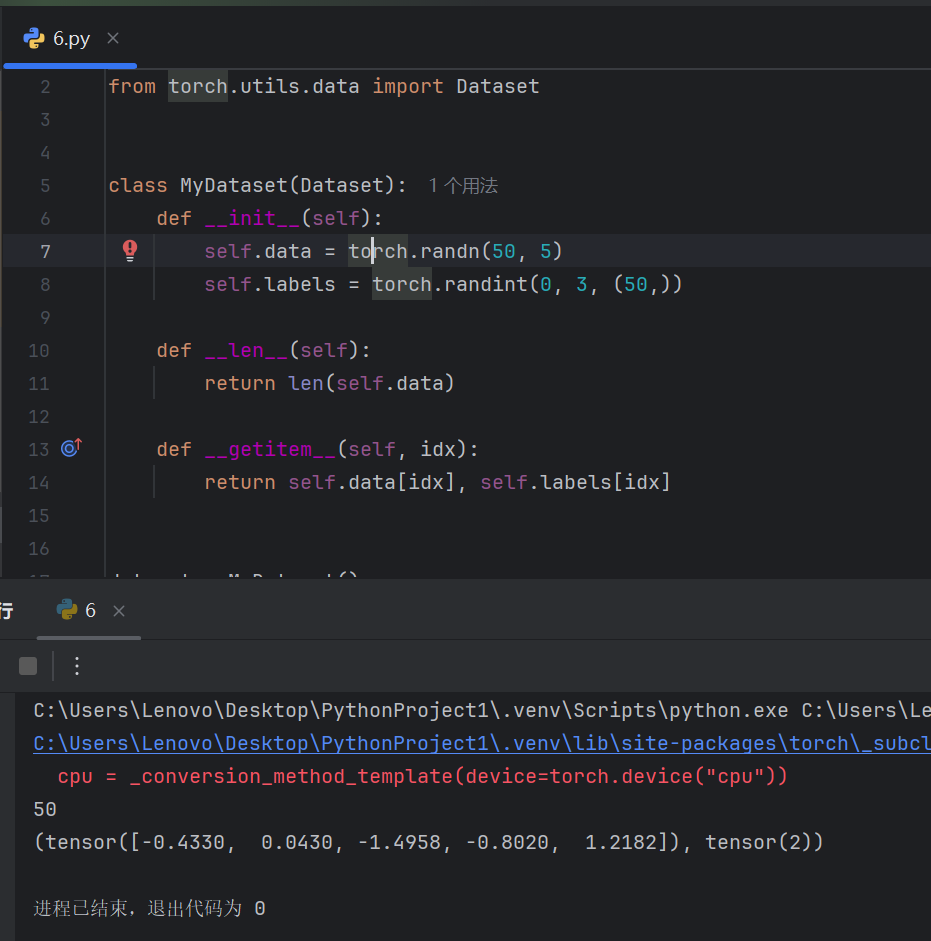 6.py
2 from torch.utils.data import Dataset
3
4
5 class MyDataset(Dataset): 1 个用法
6 def __init__(self):
7 self.data = torch.randn(50, 5)
8 self.labels = torch.randint(0, 3, (50,))
9
10 def __len__(self):
11 return len(self.data)
12
13 def __getitem__(self, idx):
14 return self.data[idx], self.labels[idx]
15
16
行 6
C:\Users\Lenovo\Desktop\PythonProject1\.venv\Scripts\python.exe C:\Users\Le
C:\Users\Lenovo\Desktop\PythonProject1\.venv\lib\site-packages\torch\_subcl
cpu = _conversion_method_template(device=torch.device("cpu"))
50
(tensor([-0.4330,  0.0430, -1.4958, -0.8020,  1.2182]), tensor(2))
进程已结束，退出代码为 0